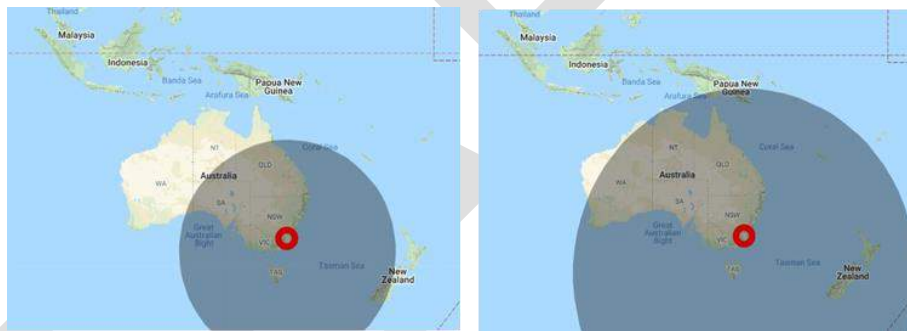 Thailand
Malaysia
Indonesia
Banda Sea
Papua New
Guinea
Arafura Sea
Coral Sea
NT
QLD
WA
Australia
SA
NSW
Great
Australian
Bight
VIC
Tasman Sea
TAS
New
Zealand
Thailand
Malaysia
Indonesia
Banda Sea
Papua New
Guinea
Arafura Sea
Coral Sea
NT
QLD
WA
Australia
SA
NSW
Great
Australian
Bight
VIC
Tasman Sea
TAS
New
Zealand